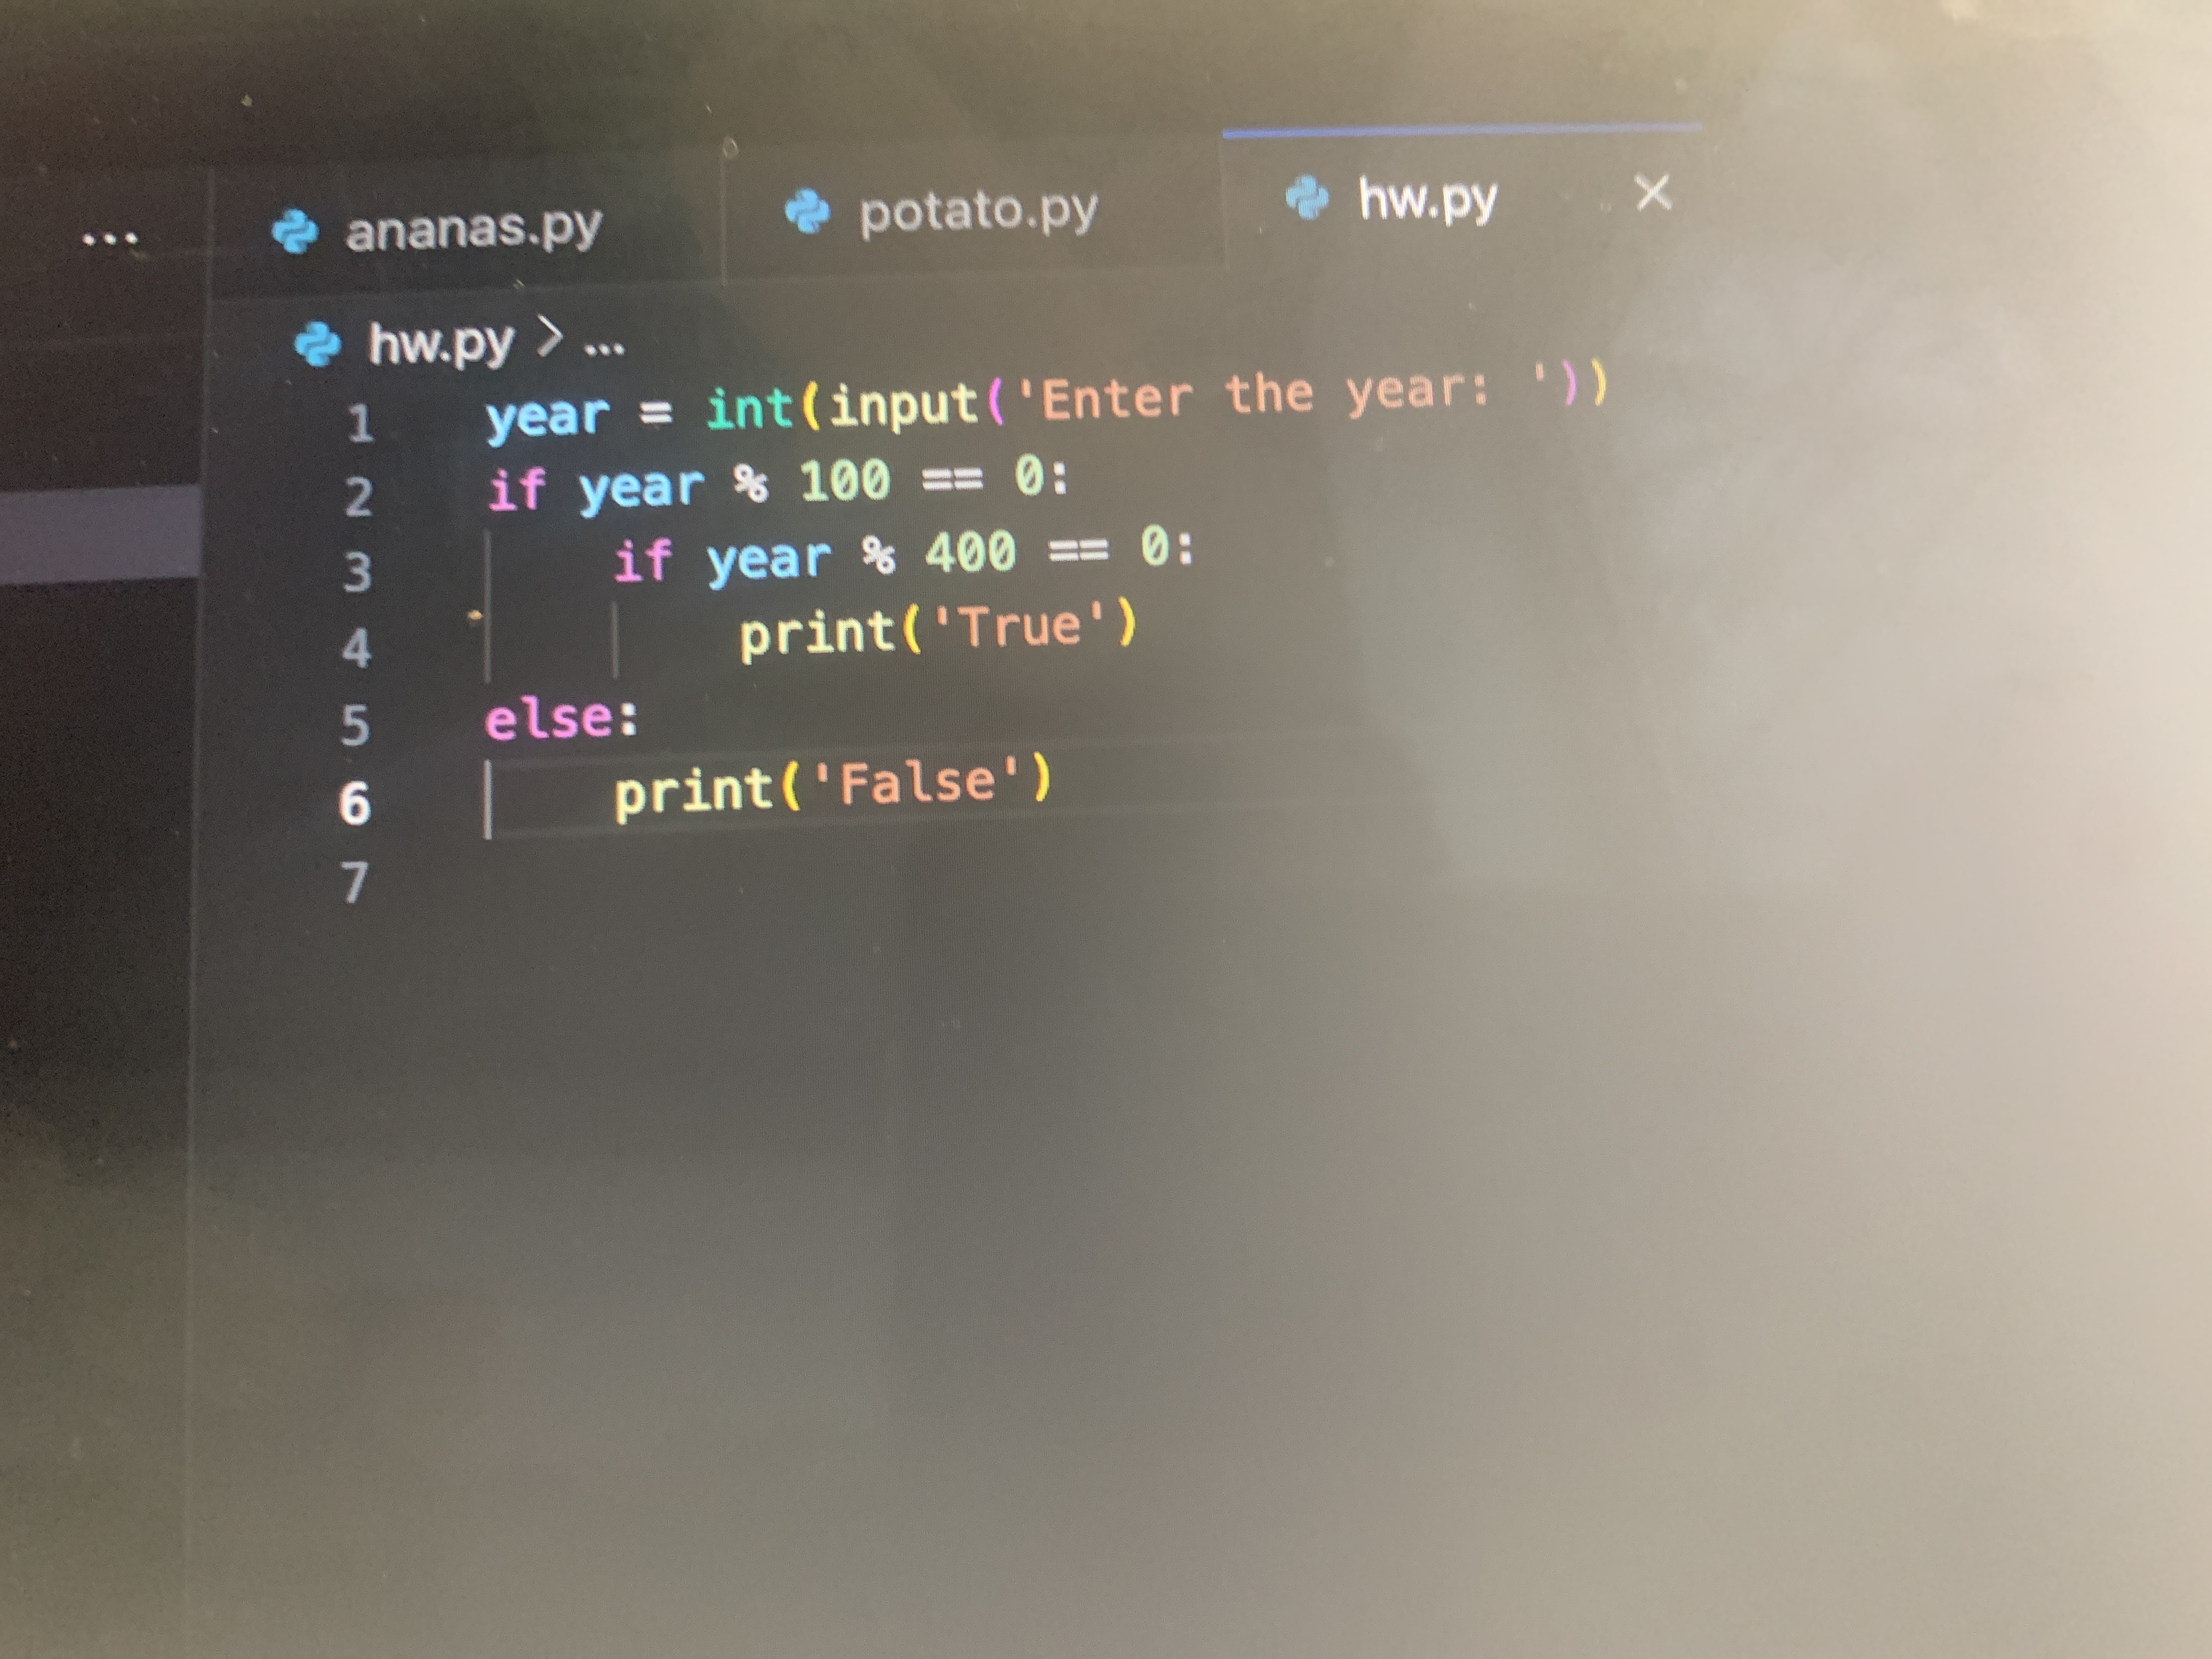 ...
ananas.py potato.py hw.py ×
hw.py > ...
1 year = int(input('Enter the year: '))
2 if year % 100 == 0:
3     if year % 400 == 0:
4         print('True')
5 else:
6     print('False')
7